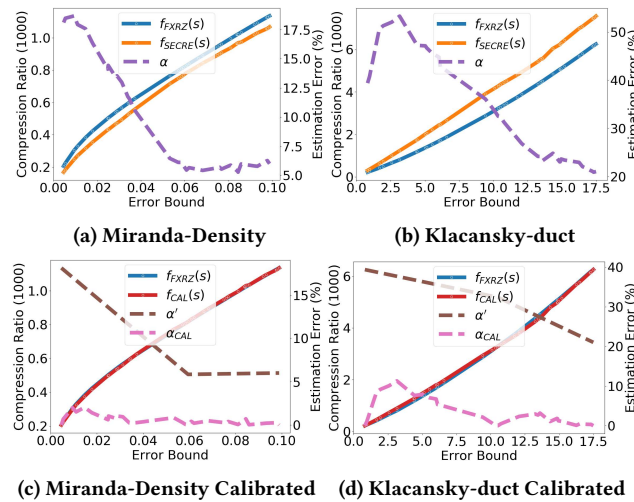 Compression Ratio (1000)
1.0
0.8
0.6
0.4
0.2
f_FXRZ(s)
f_SECRE(s)
α
17.5
15.0
12.5
10.0
7.5
5.0
Estimation Error (%)
0.00 0.02 0.04 0.06 0.08 0.10
Error Bound
(a) Miranda-Density
Compression Ratio (1000)
6
4
2
0
f_FXRZ(s)
f_SECRE(s)
α
50
40
30
20
Estimation Error (%)
2.5 5.0 7.5 10.0 12.5 15.0 17.5
Error Bound
(b) Klacansky-duct
Compression Ratio (1000)
1.0
0.8
0.6
0.4
0.2
f_FXRZ(s)
f_CAL(s)
α'
α_CAL
15
10
5
0
Estimation Error (%)
0.00 0.02 0.04 0.06 0.08 0.10
Error Bound
(c) Miranda-Density Calibrated
Compression Ratio (1000)
6
4
2
0
f_FXRZ(s)
f_CAL(s)
α'
α_CAL
40
30
20
10
0
Estimation Error (%)
0.0 2.5 5.0 7.5 10.0 12.5 15.0 17.5
Error Bound
(d) Klacansky-duct Calibrated